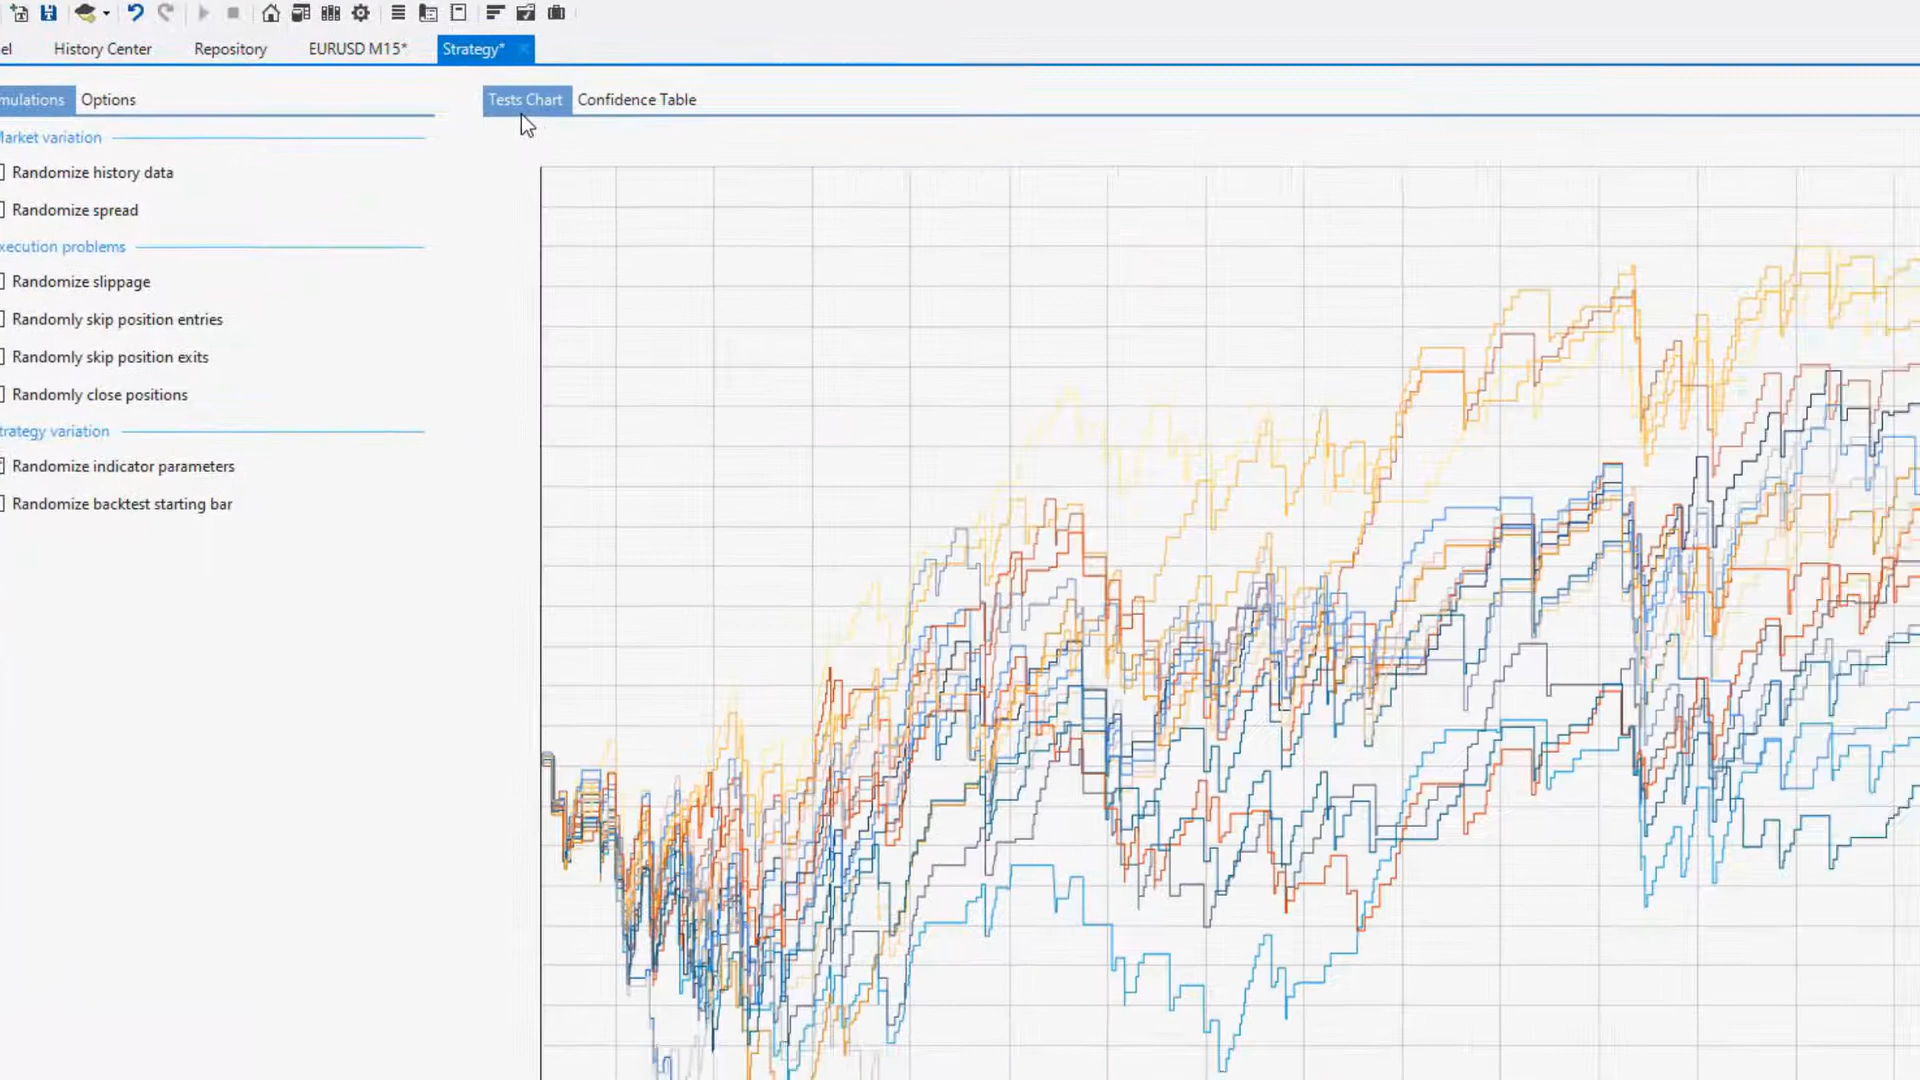 el History Center Repository EURUSD M15* Strategy*
mulations Options Tests Chart Confidence Table
Market variation
Randomize history data
Randomize spread
xecution problems
Randomize slippage
Randomly skip position entries
Randomly skip position exits
Randomly close positions
trategy variation
Randomize indicator parameters
Randomize backtest starting bar